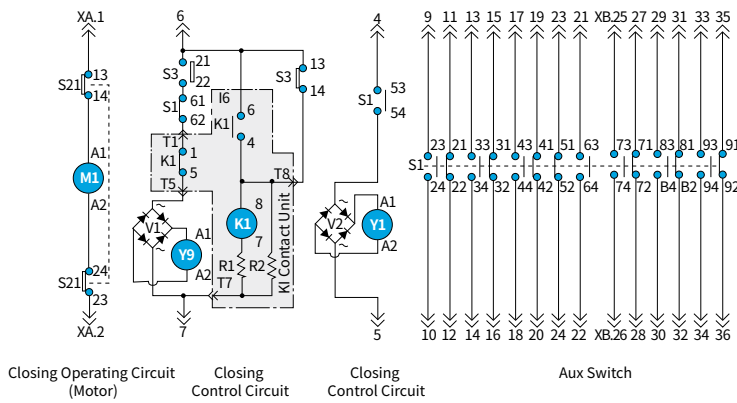 XA.1
6
4
9 11 13 15 17 19 23 21 XB.25 27 29 31 33 35
S21
13
14
A1
M1
A2
S21
24
23
XA.2
S3
21
22
S1
61
62
T1
K1
1
5
T5
V1
~
~
Y9
A1
A2
7
I6
K1
6
4
S3
13
14
T8
8
K1
7
R1
R2
T7
KI Contact Unit
S1
53
54
V2
~
~
A1
Y1
A2
5
S1
23 21 33 31 43 41 51 63 73 71 83 81 93 91
24 22 34 32 44 42 52 64 74 72 B4 B2 94 92
10 12 14 16 18 20 24 22 XB.26 28 30 32 34 36
Closing Operating Circuit
(Motor)
Closing
Control Circuit
Closing
Control Circuit
Aux Switch